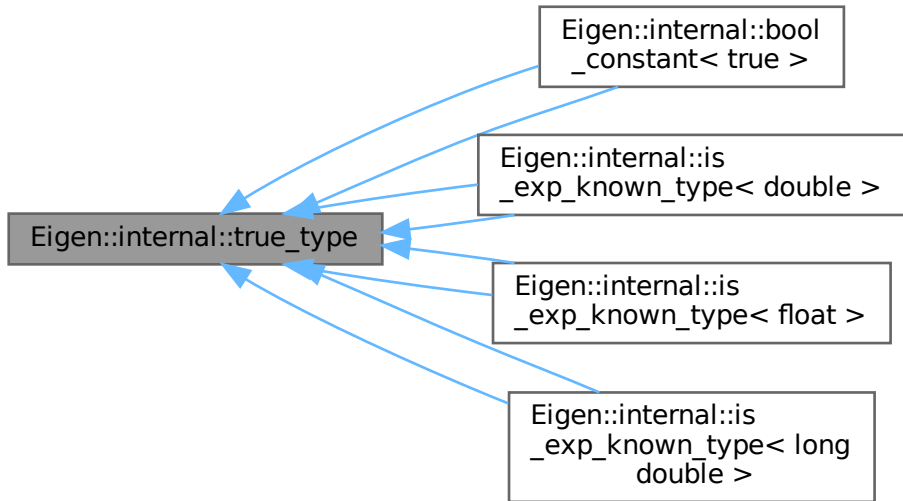 Eigen::internal::bool
_constant< true >
Eigen::internal::is
_exp_known_type< double >
Eigen::internal::true_type
Eigen::internal::is
_exp_known_type< float >
Eigen::internal::is
_exp_known_type< long
double >